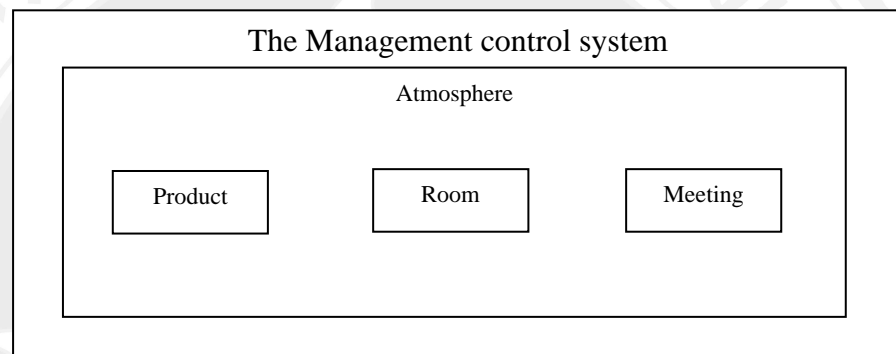 The Management control system
Atmosphere
Product Room Meeting